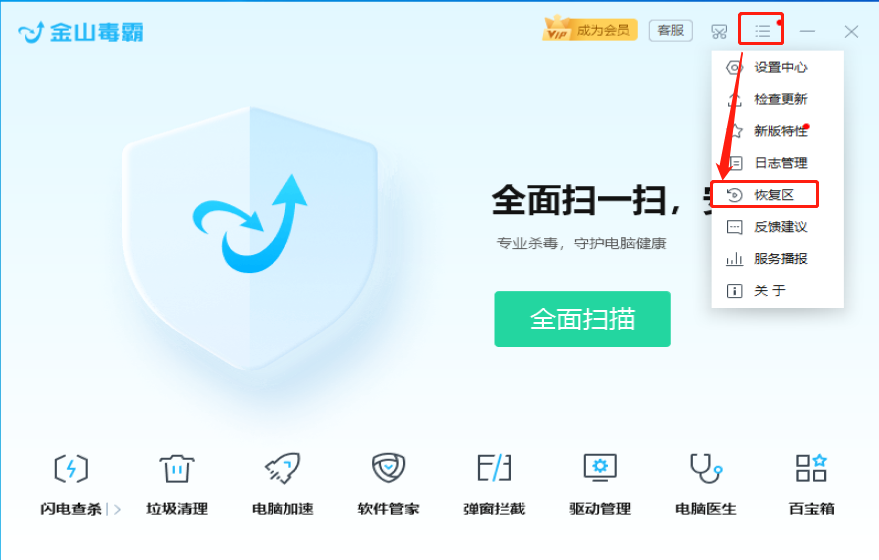 金山毒霸
VIP 成为会员
客服
设置中心
检查更新
新版特性
日志管理
恢复区
反馈建议
服务播报
关于
全面扫一扫，
专业杀毒，守护电脑健康
全面扫描
闪电查杀
垃圾清理
电脑加速
软件管家
弹窗拦截
驱动管理
电脑医生
百宝箱